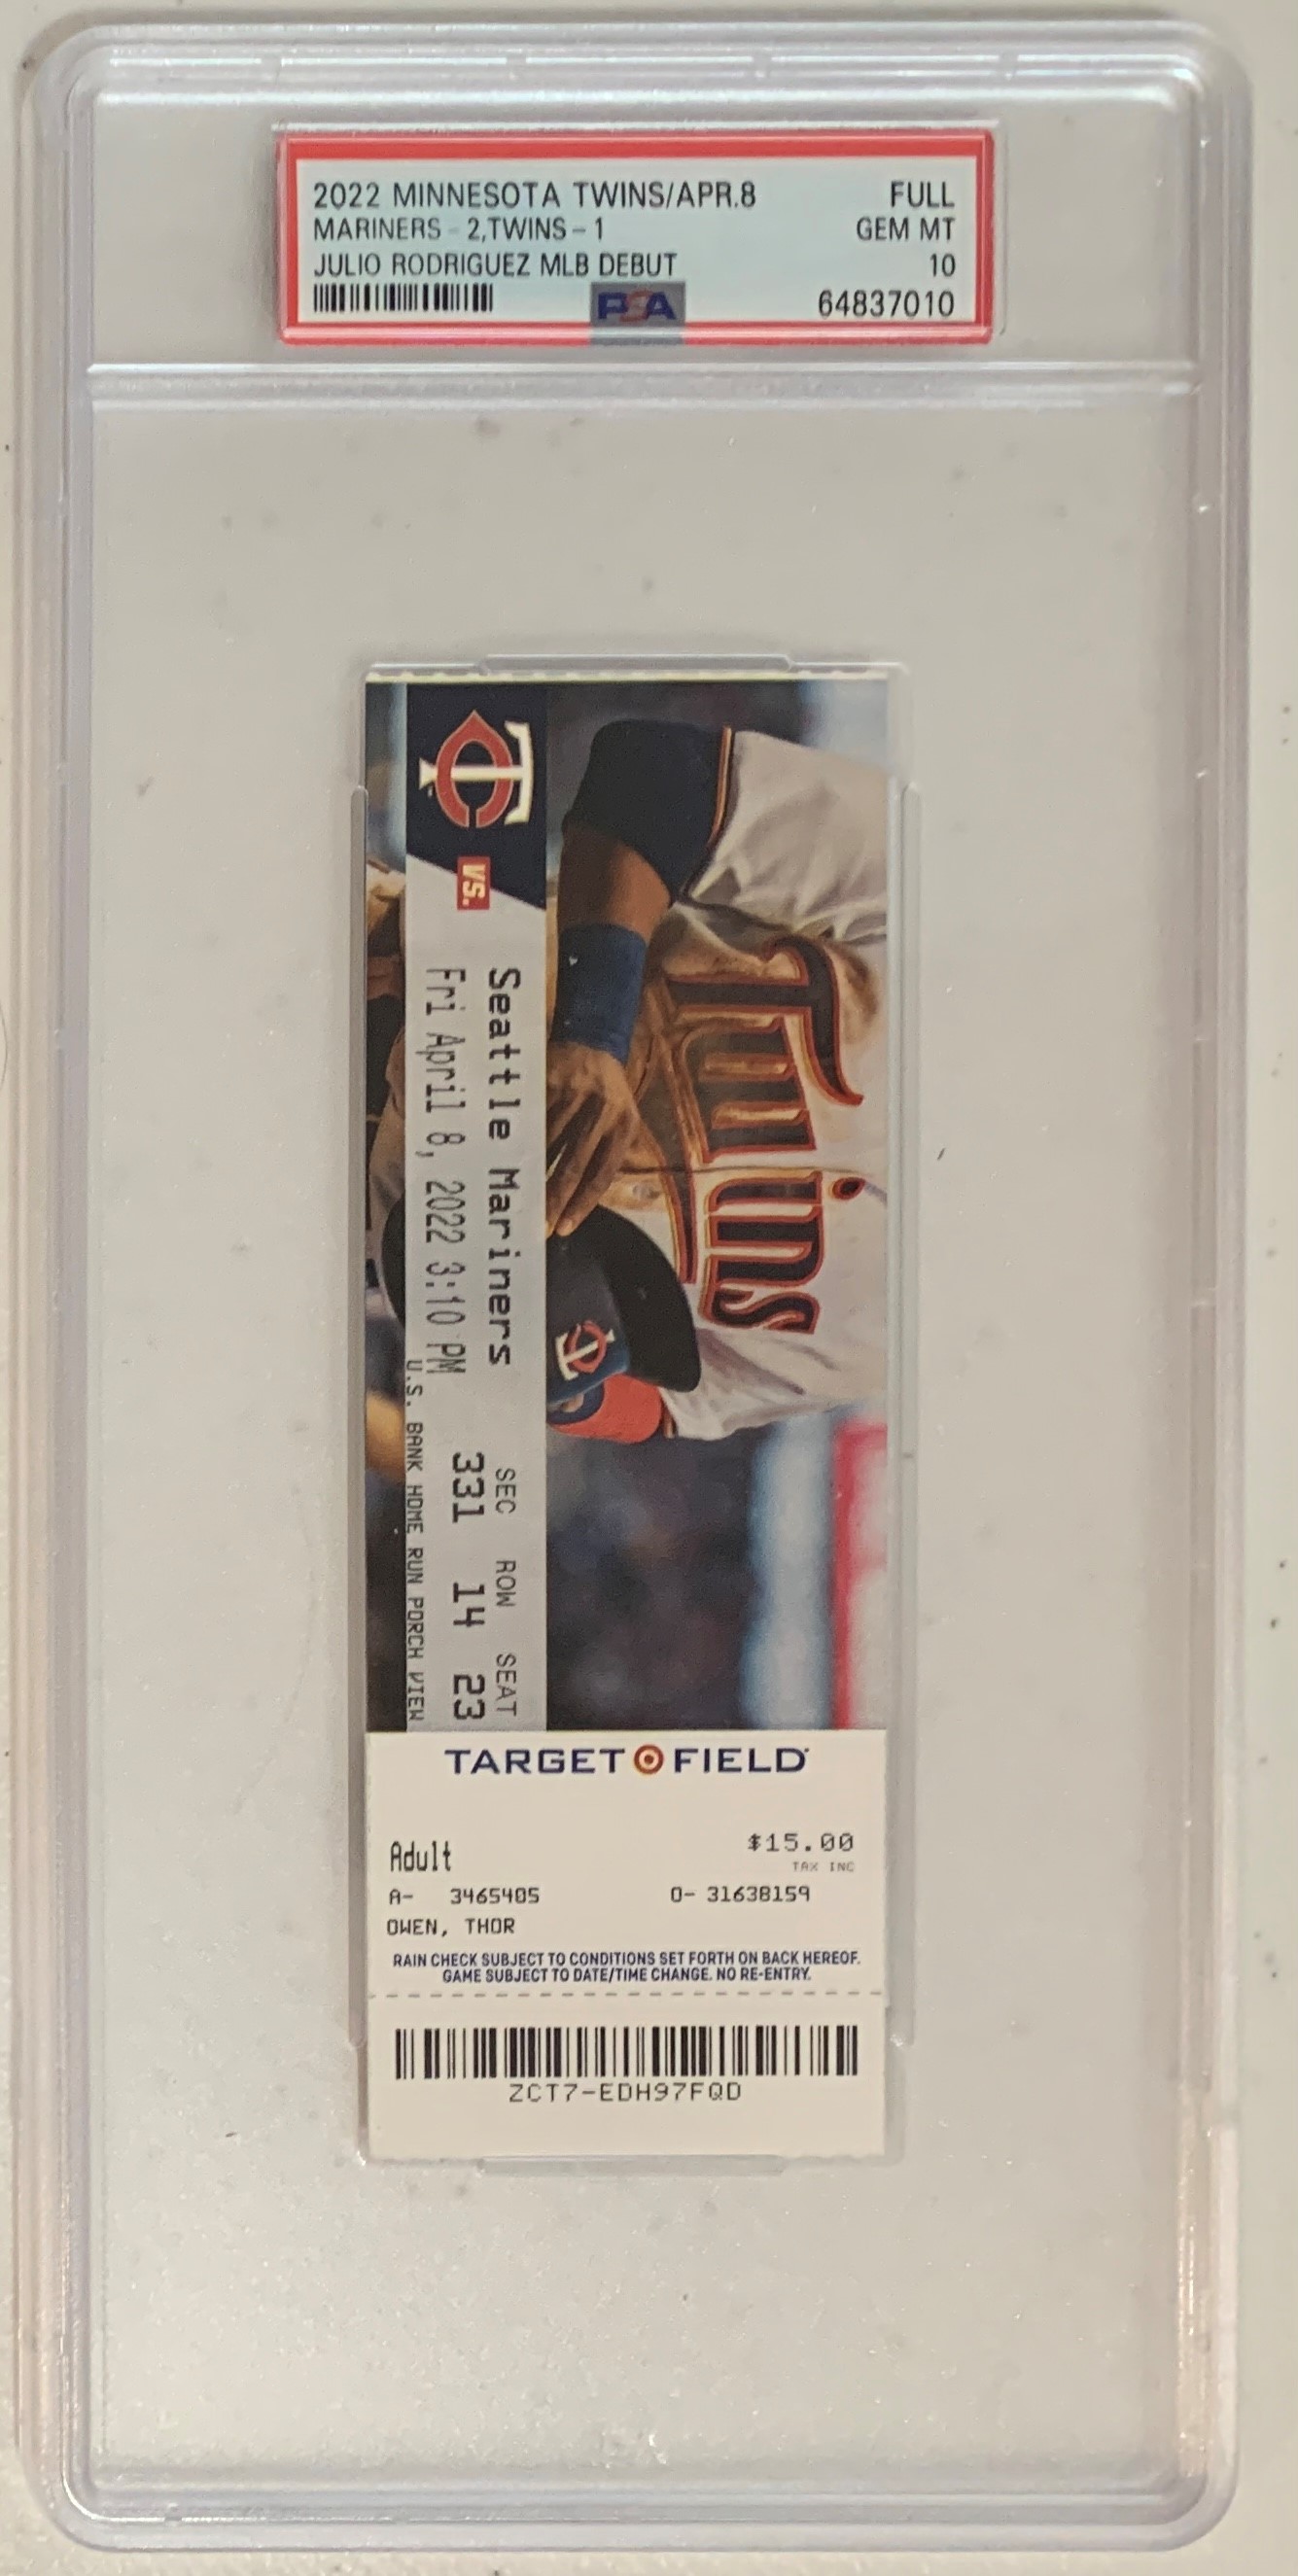 2022 MINNESOTA TWINS/APR.8 FULL
MARINERS - 2,TWINS - 1 GEM MT
JULIO RODRIGUEZ MLB DEBUT 10
PSA 64837010
TC
VS.
Seattle Mariners
Fri April 8, 2022 3:10 PM
SEC ROW SEAT
331 14 23
U.S. BANK HOME RUN PORCH VIEW
Twins
TC
TARGET FIELD
Adult $15.00
TAX INC
A- 3465405 O- 31638159
OWEN, THOR
RAIN CHECK SUBJECT TO CONDITIONS SET FORTH ON BACK HEREOF.
GAME SUBJECT TO DATE/TIME CHANGE. NO RE-ENTRY.
ZCT7-EDH97FQD